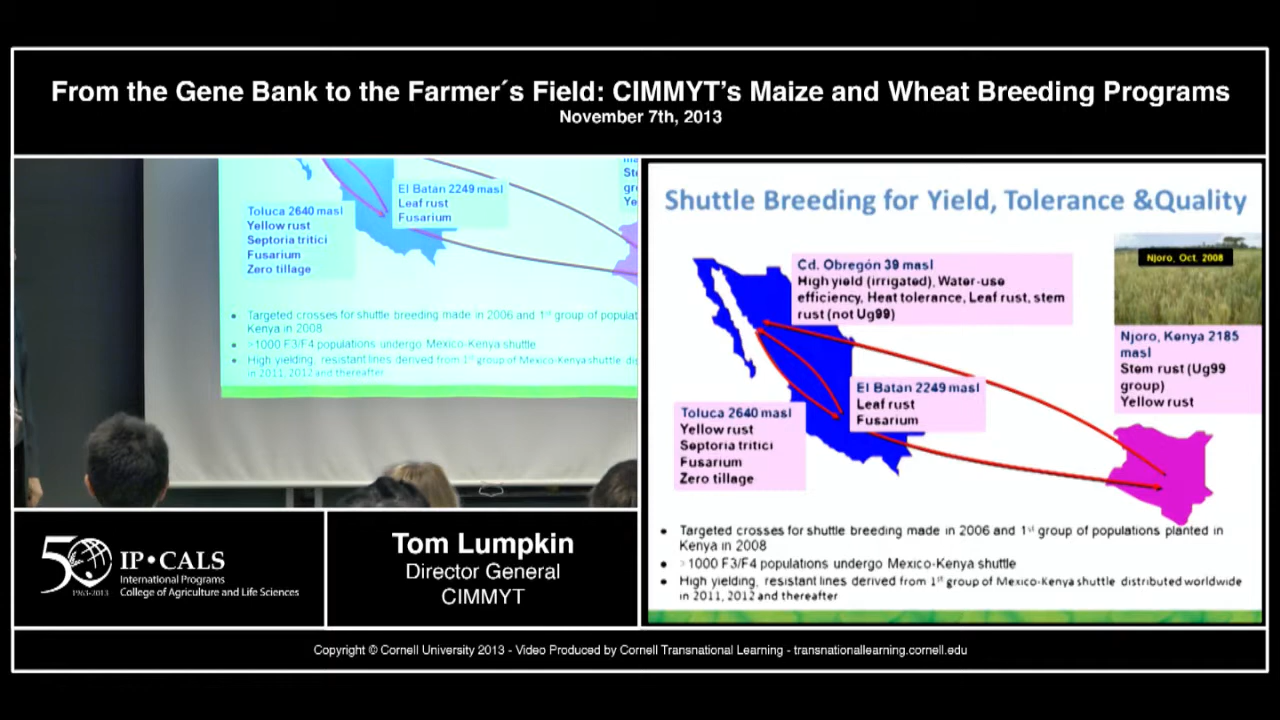 From the Gene Bank to the Farmer´s Field: CIMMYT's Maize and Wheat Breeding Programs
November 7th, 2013
El Batan 2249 masl
Leaf rust
Fusarium
Toluca 2640 masl
Yellow rust
Septoria tritici
Fusarium
Zero tillage
• Targeted crosses for shuttle breeding made in 2006 and 1st group of populat
Kenya in 2008
• >1000 F3/F4 populations undergo Mexico-Kenya shuttle
• High yielding, resistant lines derived from 1st group of Mexico-Kenya shuttle dis
in 2011, 2012 and thereafter
Shuttle Breeding for Yield, Tolerance &Quality
Cd. Obregón 39 masl
High yield (irrigated), Water-use
efficiency, Heat tolerance, Leaf rust, stem
rust (not Ug99)
Njoro, Oct. 2008
Njoro, Kenya 2185
masl
Stem rust (Ug99
group)
Yellow rust
El Batan 2249 masl
Leaf rust
Fusarium
Toluca 2640 masl
Yellow rust
Septoria tritici
Fusarium
Zero tillage
• Targeted crosses for shuttle breeding made in 2006 and 1st group of populations planted in
Kenya in 2008
• >1000 F3/F4 populations undergo Mexico-Kenya shuttle
• High yielding, resistant lines derived from 1st group of Mexico-Kenya shuttle distributed worldwide
in 2011, 2012 and thereafter
50
1963-2013
IP•CALS
International Programs
College of Agriculture and Life Sciences
Tom Lumpkin
Director General
CIMMYT
Copyright © Cornell University 2013 - Video Produced by Cornell Transnational Learning - transnationallearning.cornell.edu